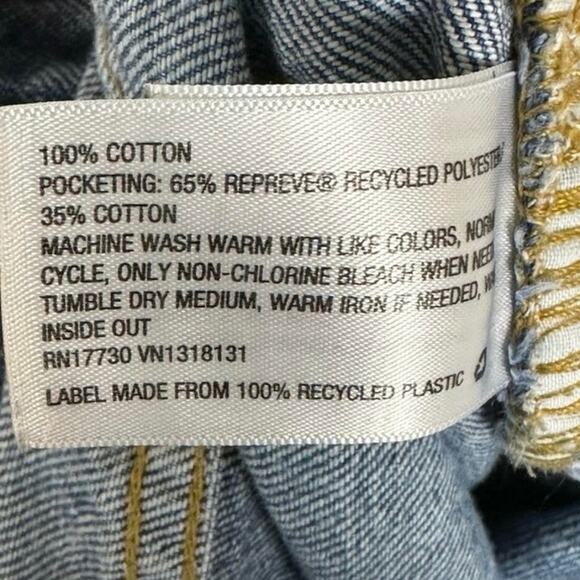 100% COTTON
POCKETING: 65% REPREVE® RECYCLED POLYESTER
35% COTTON
MACHINE WASH WARM WITH LIKE COLORS,
CYCLE, ONLY NON-CHLORINE BLEACH WHEN
TUMBLE DRY MEDIUM, WARM IRON IF NEEDED,
INSIDE OUT
RN17730 VN1318131
LABEL MADE FROM 100% RECYCLED PLASTIC